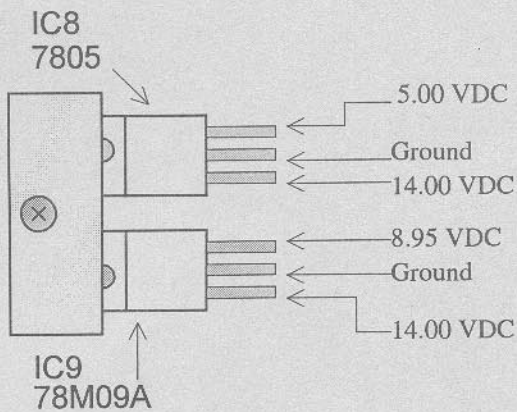 IC8
7805
5.00 VDC
Ground
14.00 VDC
8.95 VDC
Ground
14.00 VDC
IC9
78M09A